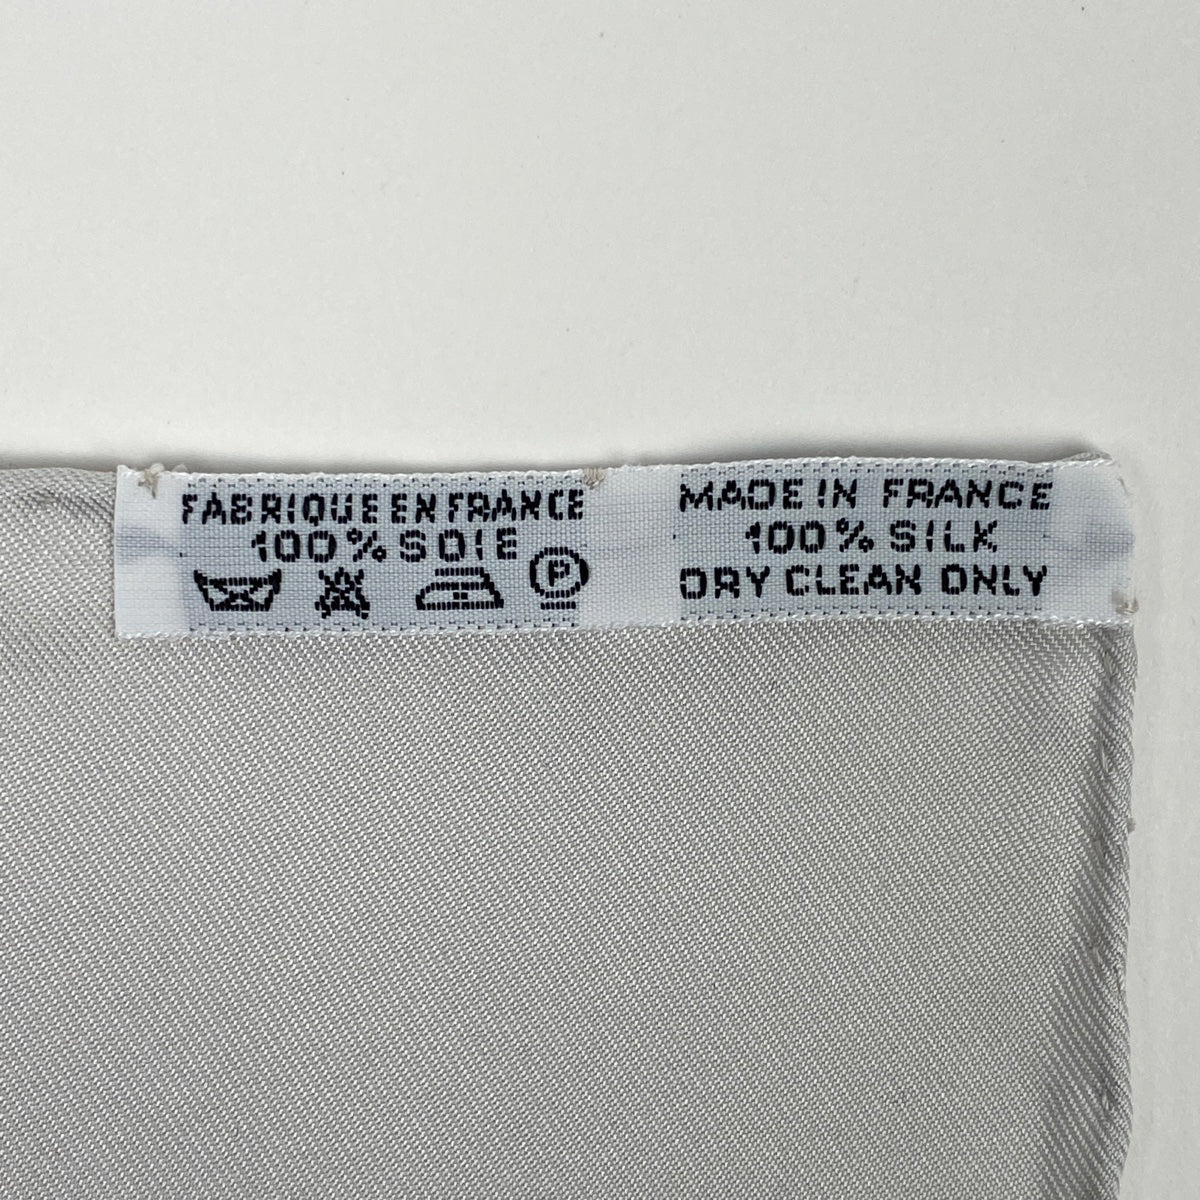 FABRIQUE EN FRANCE
100% SOIE
P
MADE IN FRANCE
100% SILK
DRY CLEAN ONLY